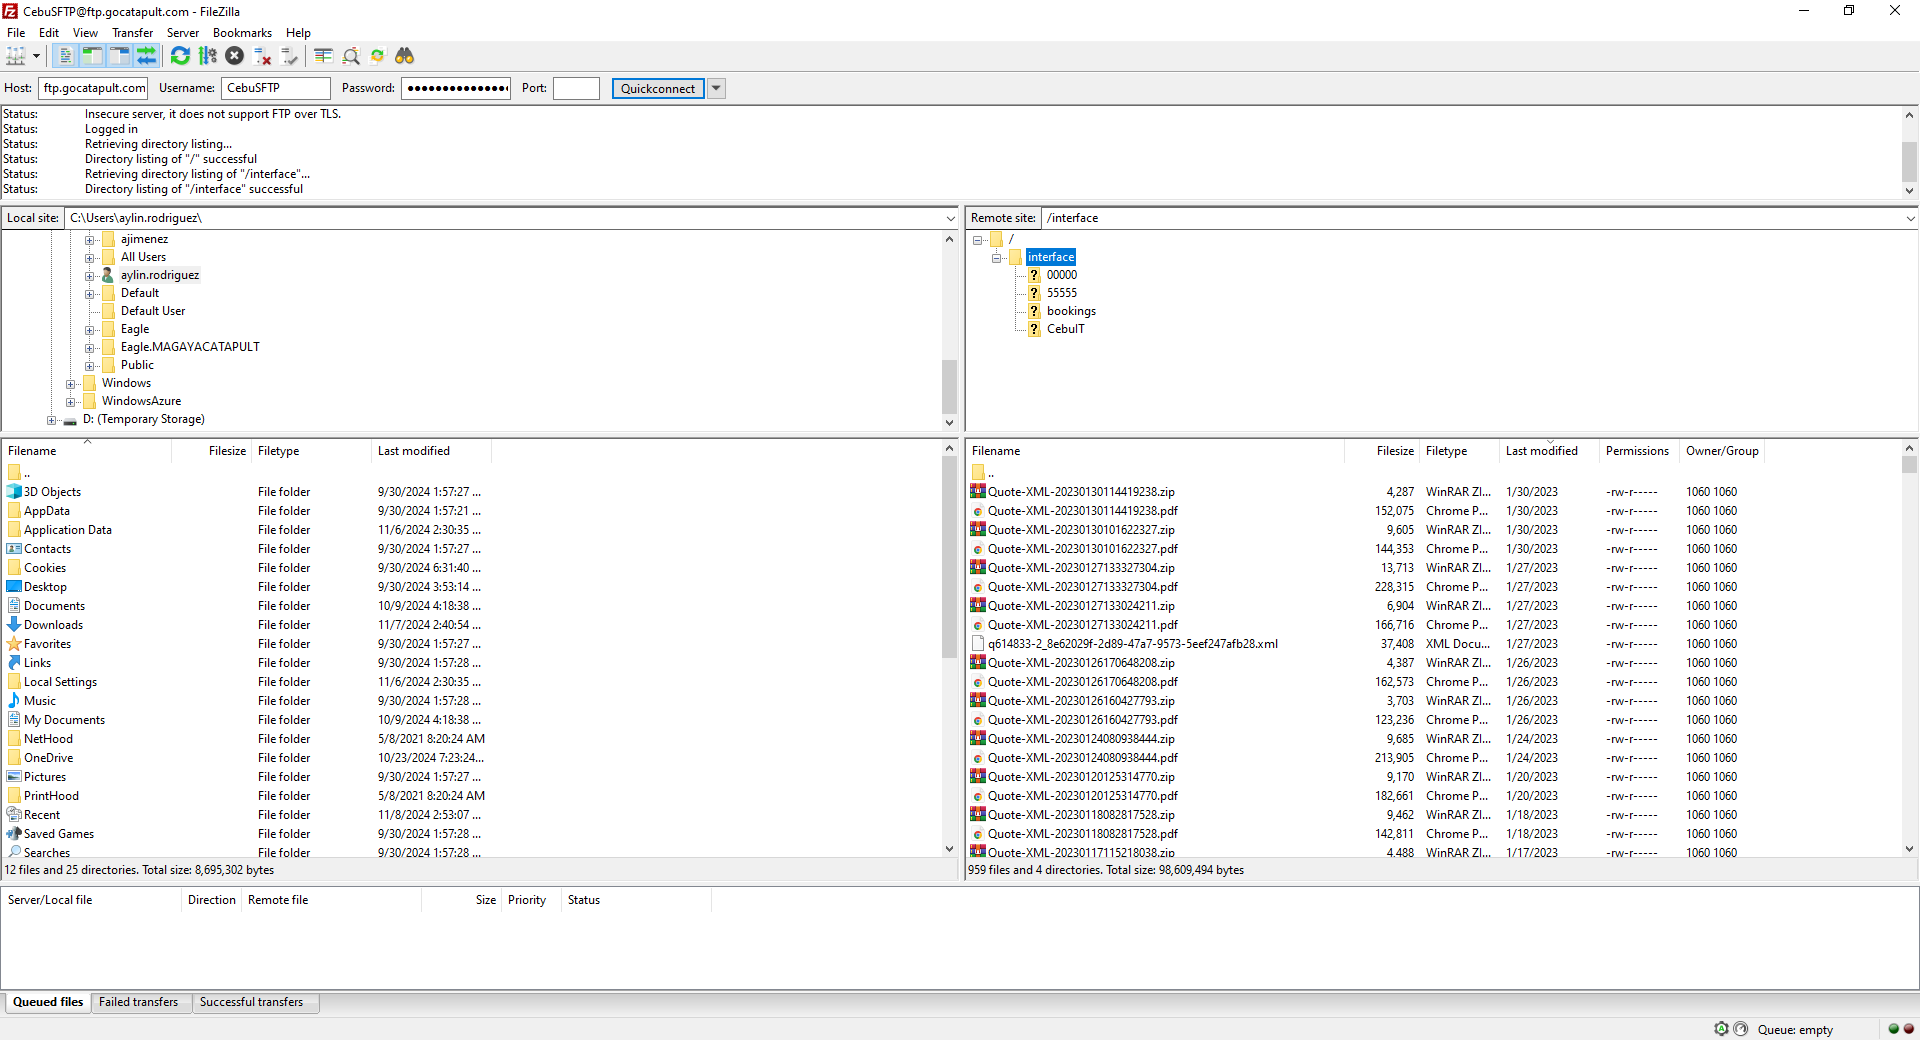 CebuSFTP@ftp.gocatapult.com - FileZilla
File Edit View Transfer Server Bookmarks Help
Host: ftp.gocatapult.com Username: CebuSFTP Password: ●●●●●●●●●●●●●●● Port: Quickconnect
Status: Insecure server, it does not support FTP over TLS.
Status: Logged in
Status: Retrieving directory listing...
Status: Directory listing of "/" successful
Status: Retrieving directory listing of "/interface"...
Status: Directory listing of "/interface" successful
Local site: C:\Users\aylin.rodriguez\
ajimenez
All Users
aylin.rodriguez
Default
Default User
Eagle
Eagle.MAGAYACATAPULT
Public
Windows
WindowsAzure
D: (Temporary Storage)
Remote site: /interface
/
interface
00000
55555
bookings
CebuIT
Filename Filesize Filetype Last modified
..
3D Objects File folder 9/30/2024 1:57:27 ...
AppData File folder 9/30/2024 1:57:21 ...
Application Data File folder 11/6/2024 2:30:35 ...
Contacts File folder 9/30/2024 1:57:27 ...
Cookies File folder 9/30/2024 6:31:40 ...
Desktop File folder 9/30/2024 3:53:14 ...
Documents File folder 10/9/2024 4:18:38 ...
Downloads File folder 11/7/2024 2:40:54 ...
Favorites File folder 9/30/2024 1:57:27 ...
Links File folder 9/30/2024 1:57:28 ...
Local Settings File folder 11/6/2024 2:30:35 ...
Music File folder 9/30/2024 1:57:28 ...
My Documents File folder 10/9/2024 4:18:38 ...
NetHood File folder 5/8/2021 8:20:24 AM
OneDrive File folder 10/23/2024 7:23:24...
Pictures File folder 9/30/2024 1:57:27 ...
PrintHood File folder 5/8/2021 8:20:24 AM
Recent File folder 11/8/2024 2:53:07 ...
Saved Games File folder 9/30/2024 1:57:28 ...
Searches File folder 9/30/2024 1:57:28 ...
12 files and 25 directories. Total size: 8,695,302 bytes
Filename Filesize Filetype Last modified Permissions Owner/Group
..
Quote-XML-20230130114419238.zip 4,287 WinRAR ZI... 1/30/2023 -rw-r----- 1060 1060
Quote-XML-20230130114419238.pdf 152,075 Chrome P... 1/30/2023 -rw-r----- 1060 1060
Quote-XML-20230130101622327.zip 9,605 WinRAR ZI... 1/30/2023 -rw-r----- 1060 1060
Quote-XML-20230130101622327.pdf 144,353 Chrome P... 1/30/2023 -rw-r----- 1060 1060
Quote-XML-20230127133327304.zip 13,713 WinRAR ZI... 1/27/2023 -rw-r----- 1060 1060
Quote-XML-20230127133327304.pdf 228,315 Chrome P... 1/27/2023 -rw-r----- 1060 1060
Quote-XML-20230127133024211.zip 6,904 WinRAR ZI... 1/27/2023 -rw-r----- 1060 1060
Quote-XML-20230127133024211.pdf 166,716 Chrome P... 1/27/2023 -rw-r----- 1060 1060
q614833-2_8e62029f-2d89-47a7-9573-5eef247afb28.xml 37,408 XML Docu... 1/27/2023 -rw-r----- 1060 1060
Quote-XML-20230126170648208.zip 4,387 WinRAR ZI... 1/26/2023 -rw-r----- 1060 1060
Quote-XML-20230126170648208.pdf 162,573 Chrome P... 1/26/2023 -rw-r----- 1060 1060
Quote-XML-20230126160427793.zip 3,703 WinRAR ZI... 1/26/2023 -rw-r----- 1060 1060
Quote-XML-20230126160427793.pdf 123,236 Chrome P... 1/26/2023 -rw-r----- 1060 1060
Quote-XML-20230124080938444.zip 9,685 WinRAR ZI... 1/24/2023 -rw-r----- 1060 1060
Quote-XML-20230124080938444.pdf 213,905 Chrome P... 1/24/2023 -rw-r----- 1060 1060
Quote-XML-20230120125314770.zip 9,170 WinRAR ZI... 1/20/2023 -rw-r----- 1060 1060
Quote-XML-20230120125314770.pdf 182,661 Chrome P... 1/20/2023 -rw-r----- 1060 1060
Quote-XML-20230118082817528.zip 9,462 WinRAR ZI... 1/18/2023 -rw-r----- 1060 1060
Quote-XML-20230118082817528.pdf 142,811 Chrome P... 1/18/2023 -rw-r----- 1060 1060
Quote-XML-20230117115218038.zip 4,488 WinRAR ZI... 1/17/2023 -rw-r----- 1060 1060
959 files and 4 directories. Total size: 98,609,494 bytes
Server/Local file Direction Remote file Size Priority Status
Queued files Failed transfers Successful transfers
Queue: empty